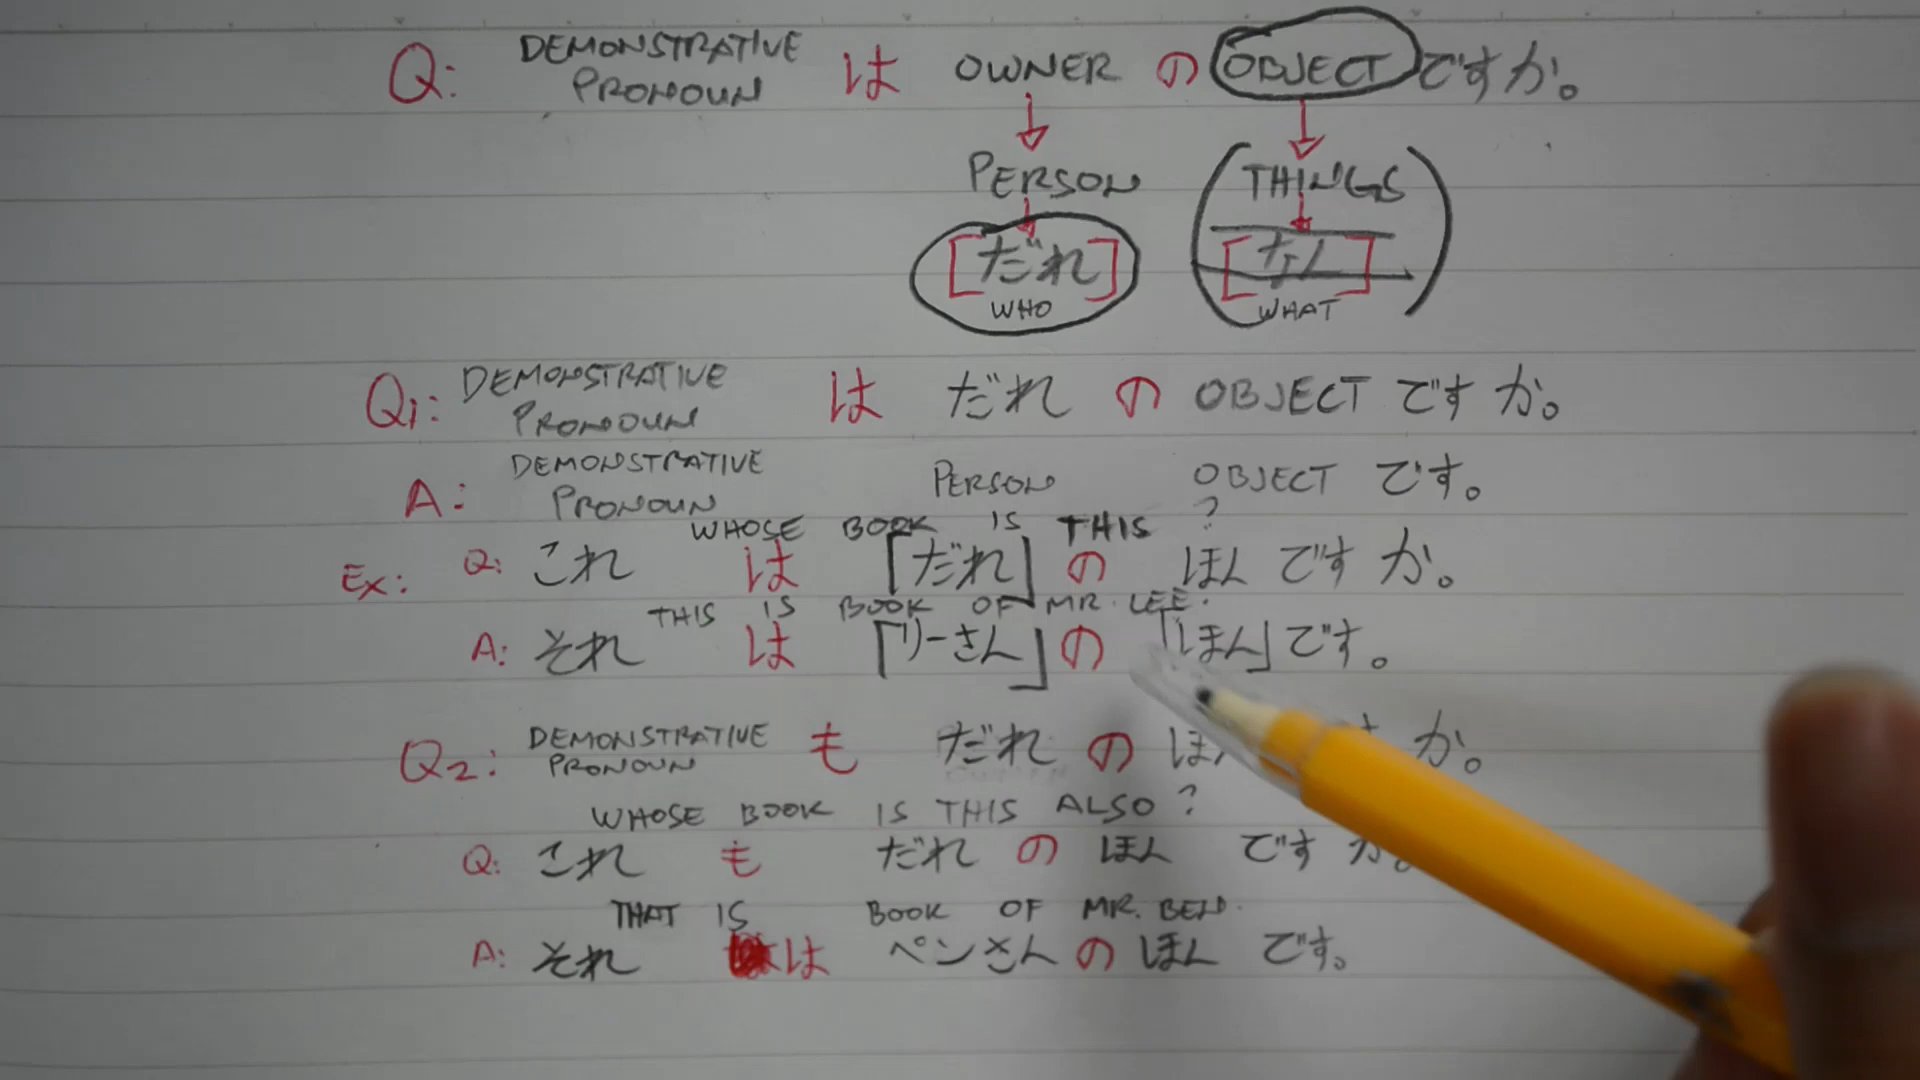 Q: DEMONSTRATIVE PRONOUN は OWNER の OBJECT ですか。
PERSON THINGS
[だれ] [なん]
WHO WHAT
Q1: DEMONSTRATIVE PRONOUN は だれ の OBJECT ですか。
A: DEMONSTRATIVE PRONOUN PERSON OBJECT です。
WHOSE BOOK IS THIS ?
Ex: Q: これ は 「だれ」 の ほん ですか。
THIS IS BOOK OF MR. LEE.
A: それ は 「リーさん」 の 「ほん」です。
Q2: DEMONSTRATIVE PRONOUN も だれ の か。
WHOSE BOOK IS THIS ALSO ?
Q: これ も だれ の ほん ですか。
THAT IS BOOK OF MR.
A: それ は ペンさん の ほん です。